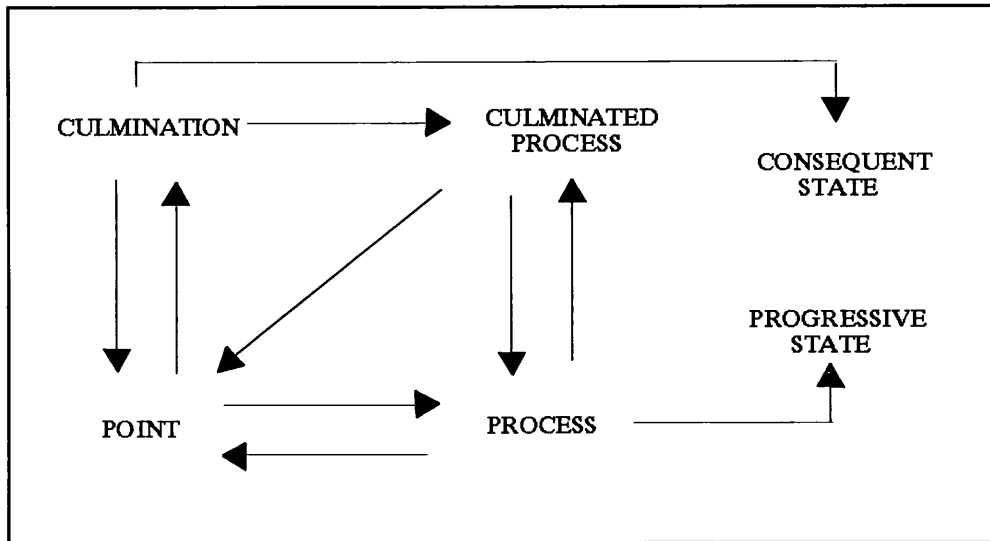 CULMINATION
CULMINATED
PROCESS
CONSEQUENT
STATE
PROGRESSIVE
STATE
POINT
PROCESS